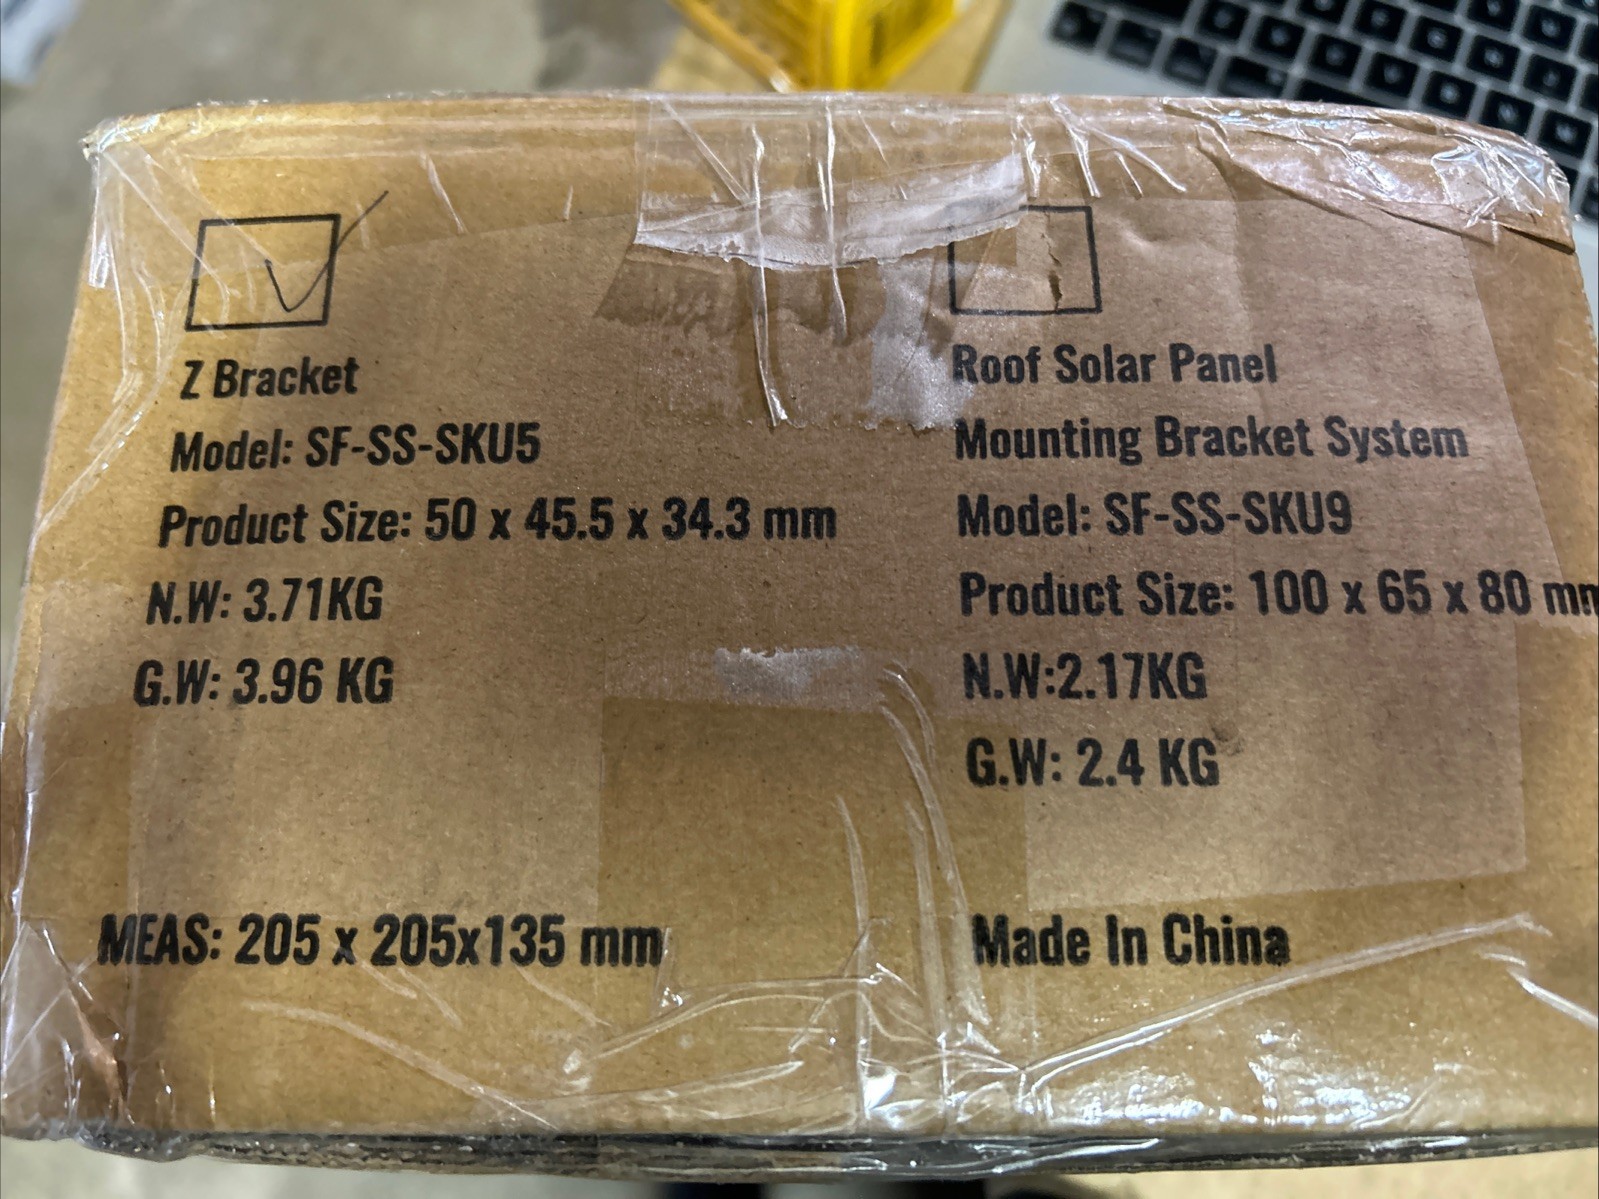 Z Bracket
Model: SF-SS-SKU5
Product Size: 50 x 45.5 x 34.3 mm
N.W: 3.71KG
G.W: 3.96 KG
MEAS: 205 x 205x135 mm
Roof Solar Panel
Mounting Bracket System
Model: SF-SS-SKU9
Product Size: 100 x 65 x 80 mm
N.W:2.17KG
G.W: 2.4 KG
Made In China